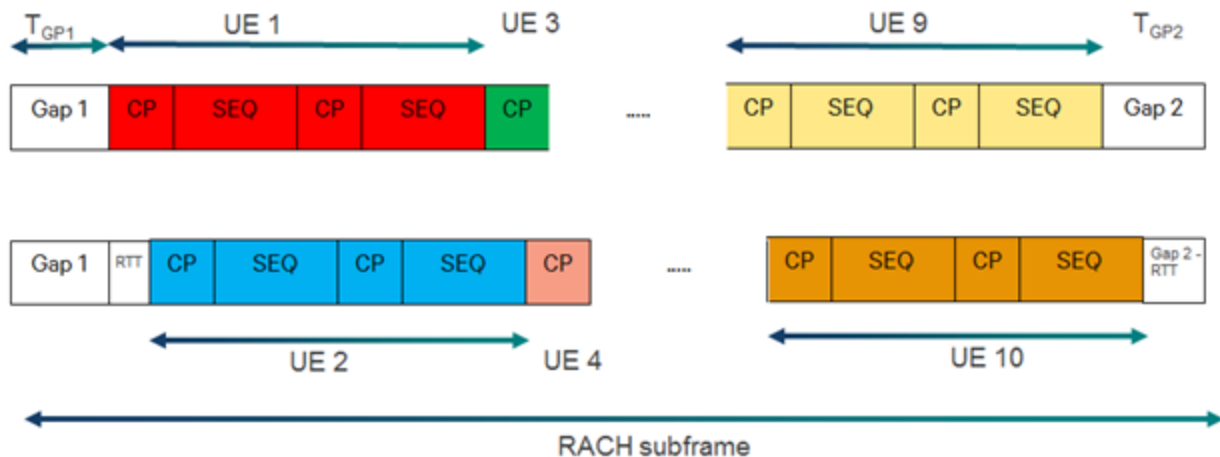 T_GP1 UE 1 UE 3 UE 9 T_GP2
Gap 1 CP SEQ CP SEQ CP ..... CP SEQ CP SEQ Gap 2
Gap 1 RTT CP SEQ CP SEQ CP ..... CP SEQ CP SEQ Gap 2 -
RTT
UE 2 UE 4 UE 10
RACH subframe